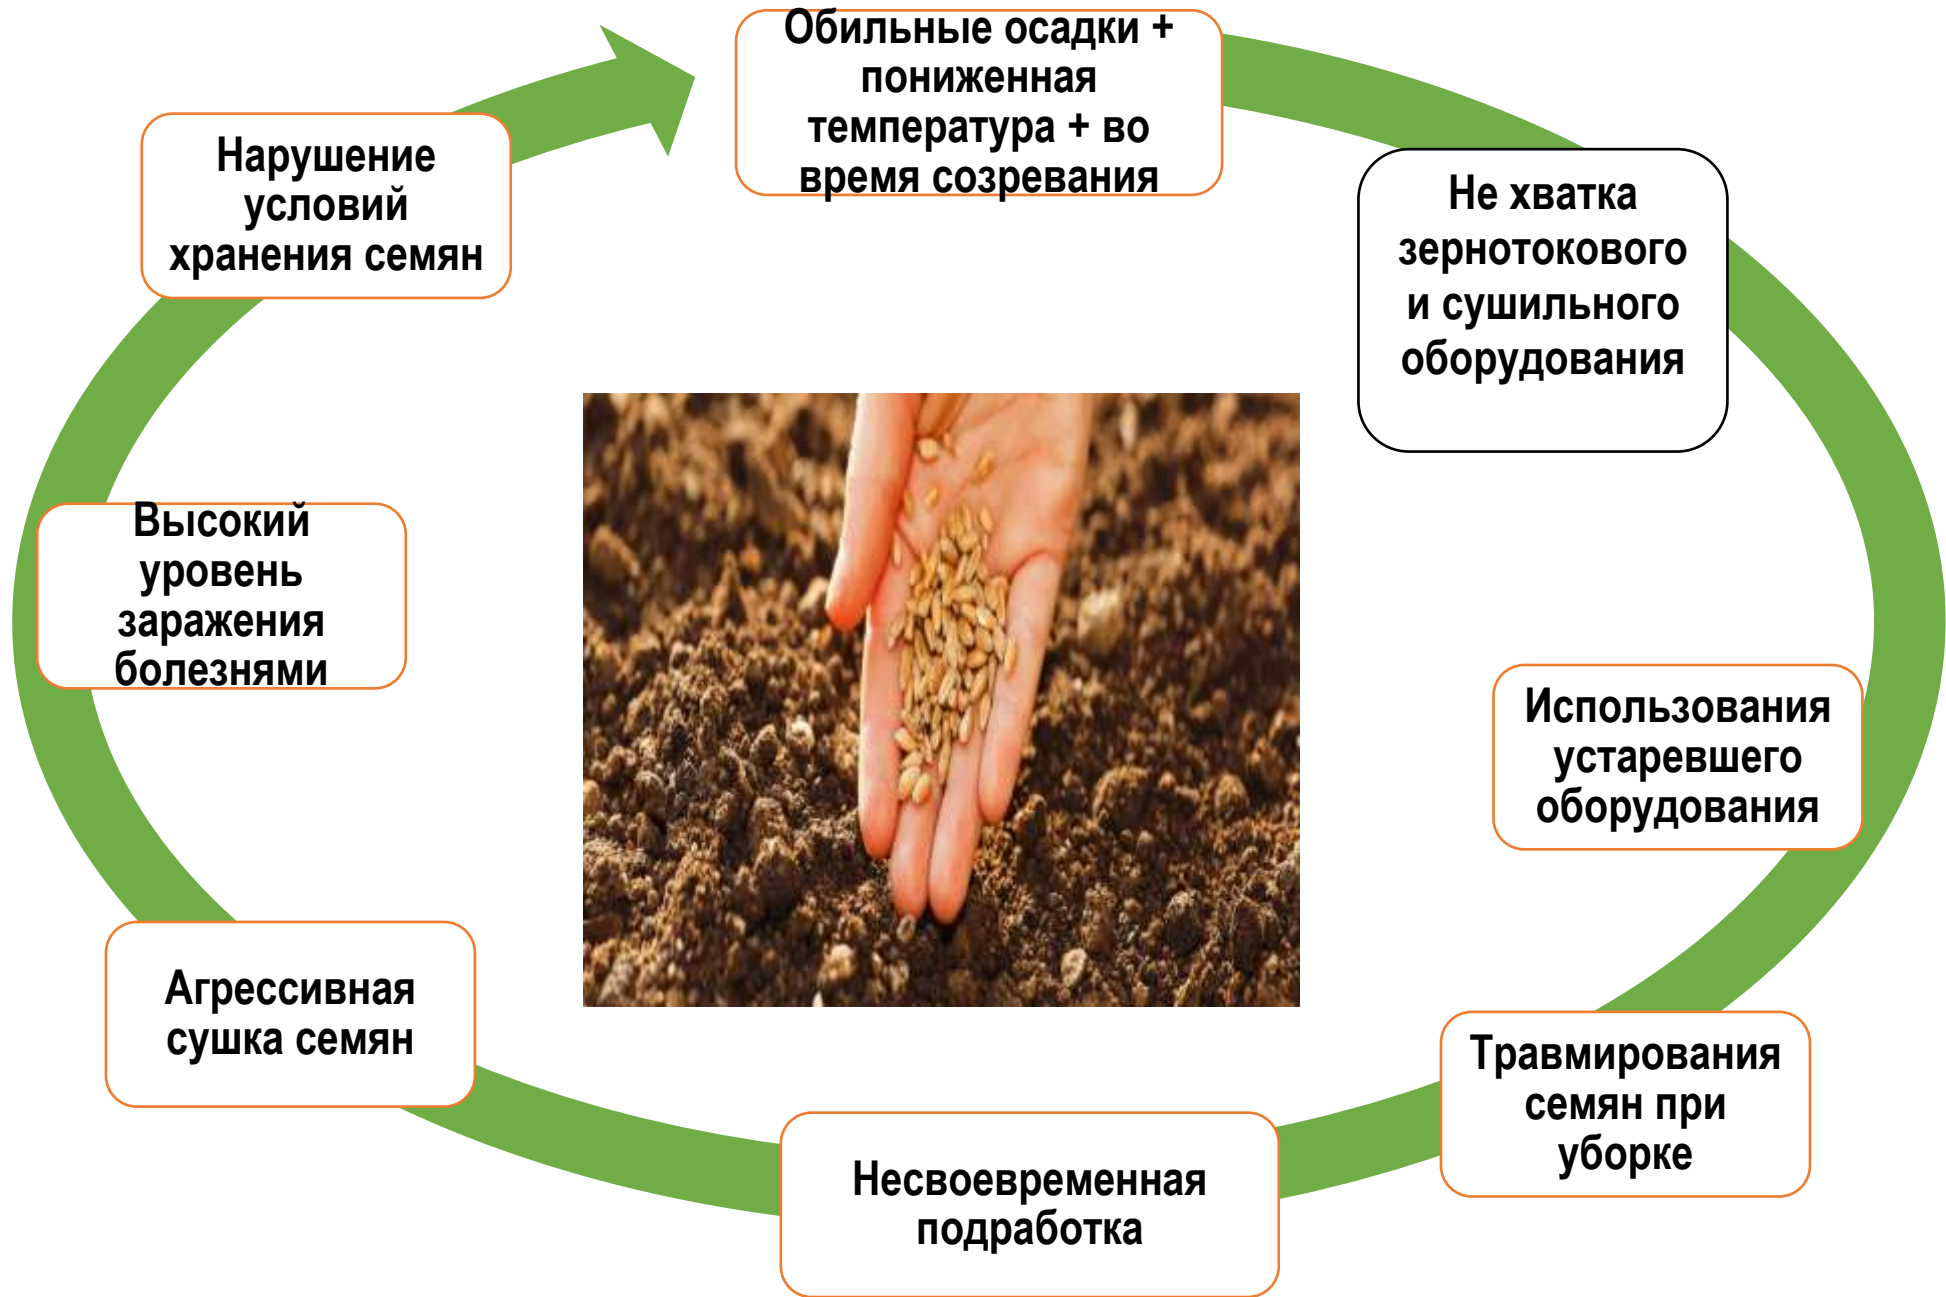 Обильные осадки +
пониженная
температура + во
время созревания
Не хватка
зернотокового
и сушильного
оборудования
Использования
устаревшего
оборудования
Травмирования
семян при
уборке
Несвоевременная
подработка
Агрессивная
сушка семян
Высокий
уровень
заражения
болезнями
Нарушение
условий
хранения семян